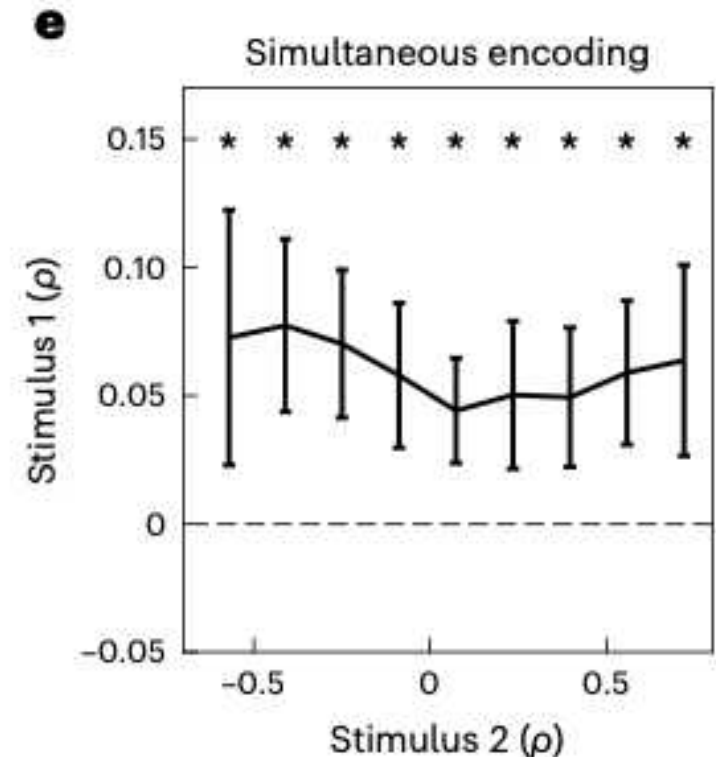 e
Simultaneous encoding
0.15 * * * * * * * * *
0.10
0.05
0
−0.05
−0.5 0 0.5
Stimulus 1 (ρ)
Stimulus 2 (ρ)